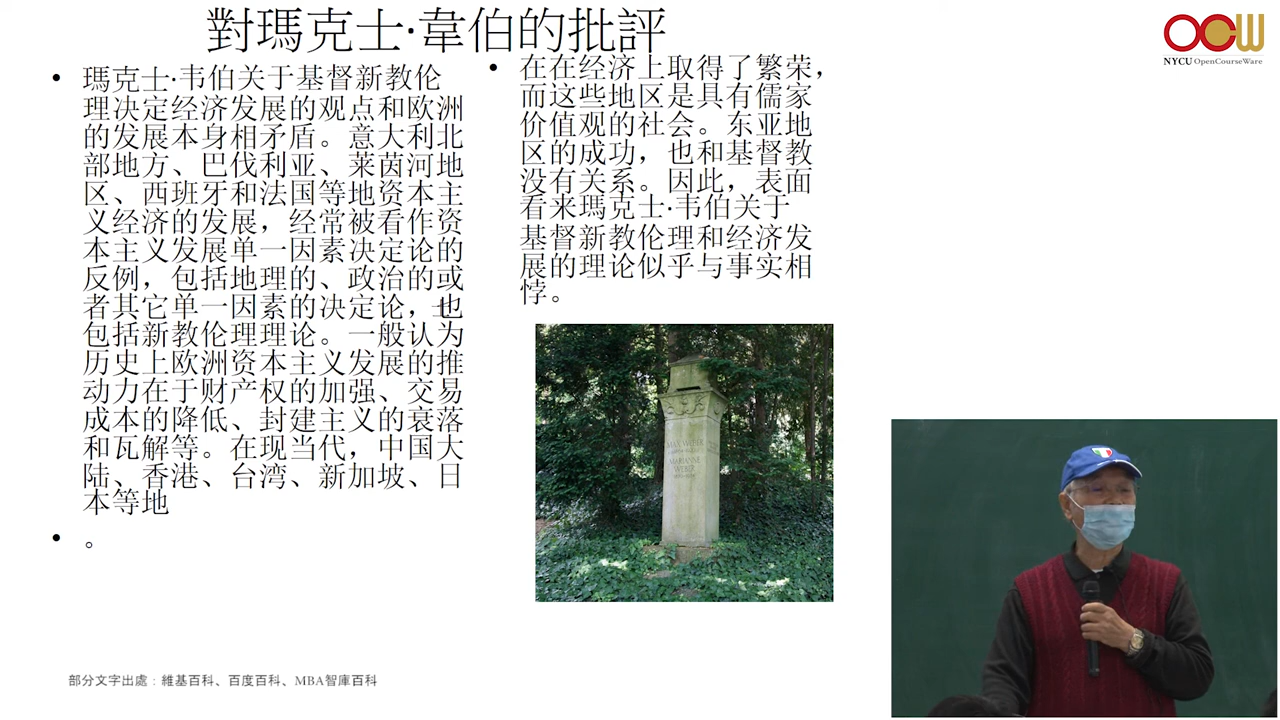 對瑪克士·韋伯的批評
• 瑪克士·韦伯关于基督新教伦
理决定经济发展的观点和欧洲
的发展本身相矛盾。意大利北
部地方、巴伐利亚、莱茵河地
区、西班牙和法国等地资本主
义经济的发展，经常被看作资
本主义发展单一因素决定论的
反例，包括地理的、政治的或
者其它单一因素的决定论，也
包括新教伦理理论。一般认为
历史上欧洲资本主义发展的推
动力在于财产权的加强、交易
成本的降低、封建主义的衰落
和瓦解等。在现当代，中国大
陆、香港、台湾、新加坡、日
本等地
• 。
• 在在经济上取得了繁荣，
而这些地区是具有儒家
价值观的社会。东亚地
区的成功，也和基督教
没有关系。因此，表面
看来瑪克士·韦伯关于
基督新教伦理和经济发
展的理论似乎与事实相
悖。
MAX WEBER
MARIANNE
WEBER
部分文字出處：維基百科、百度百科、MBA智庫百科
OCW
NYCU OpenCourseWare